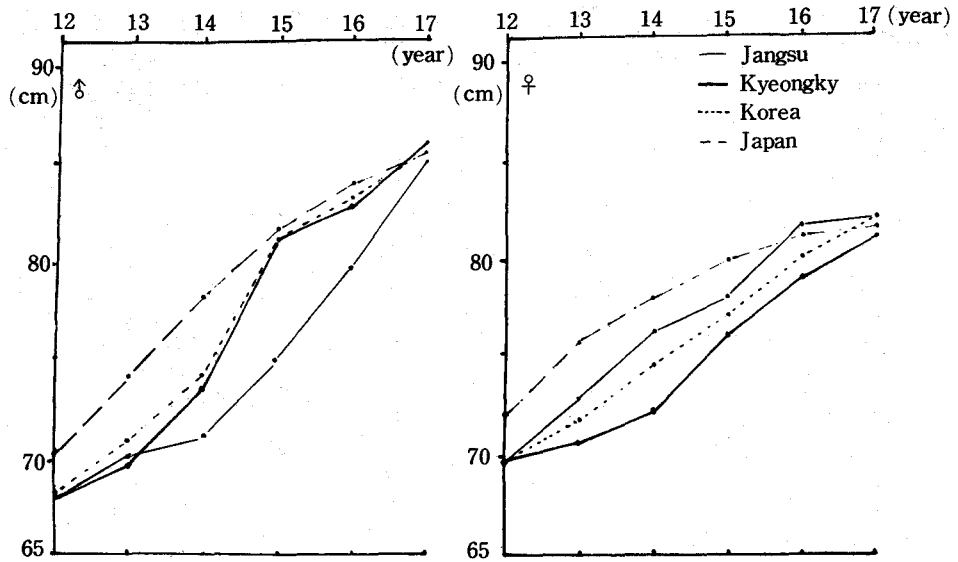 12 13 14 15 16 17
(year)
90
(cm) ♂
80
70
65
12 13 14 15 16 17 (year)
90
(cm) ♀
80
70
65
Jangsu
Kyeongky
Korea
Japan